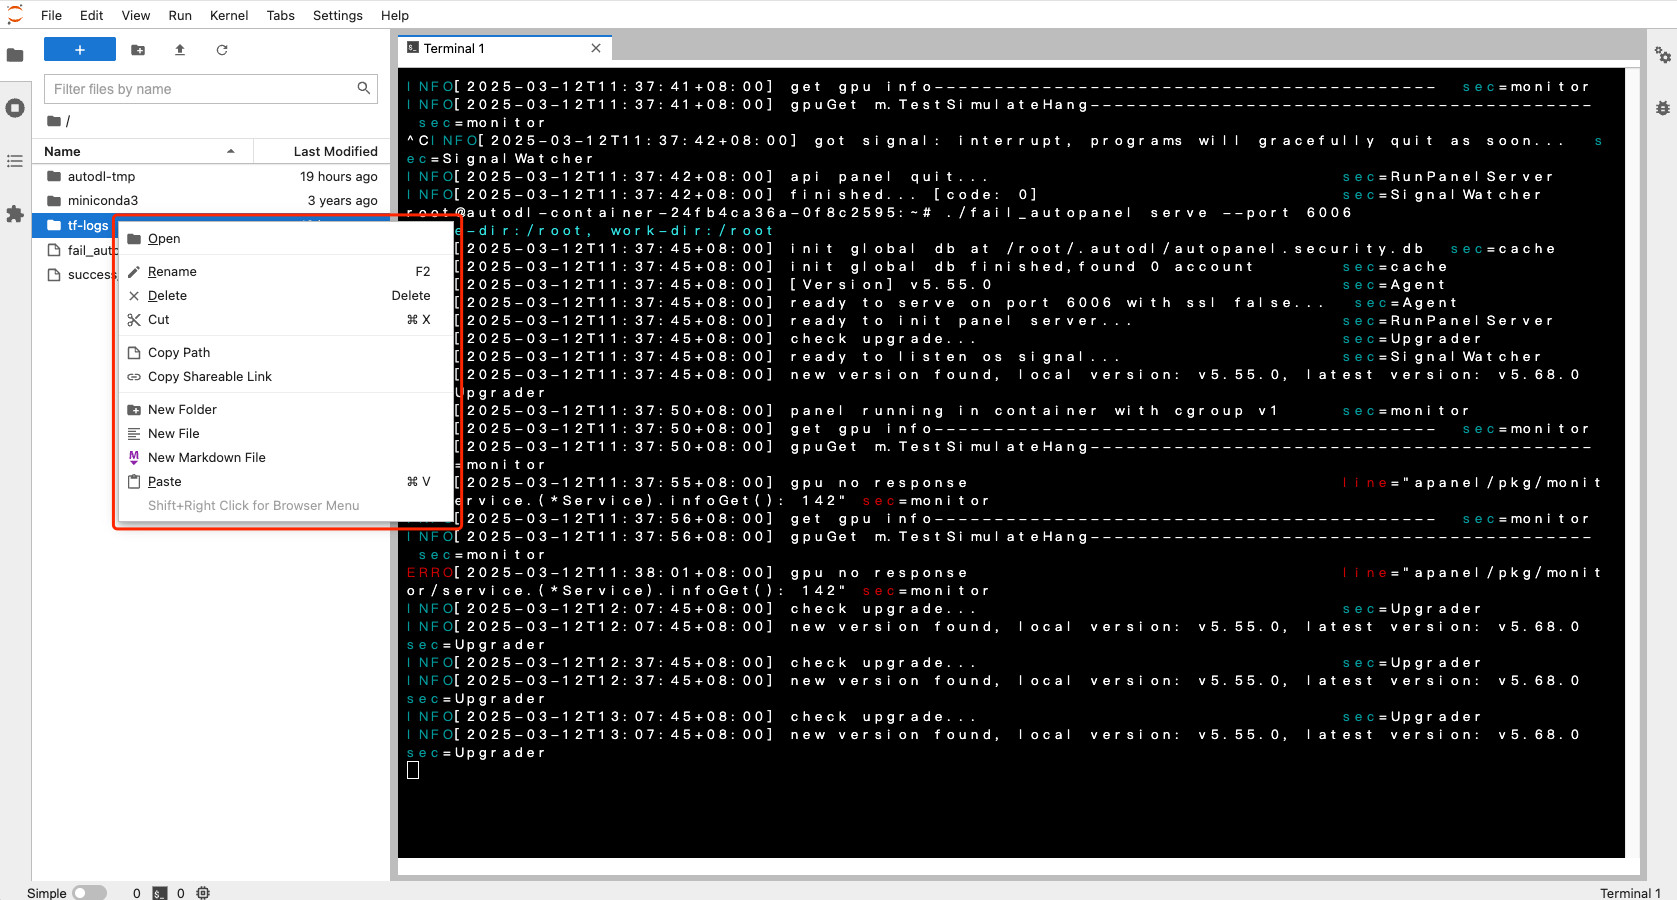 File Edit View Run Kernel Tabs Settings Help
+
Filter files by name
/
Name Last Modified
autodl-tmp 19 hours ago
miniconda3 3 years ago
tf-logs
fail_auto
success
Open
Rename F2
Delete Delete
Cut ⌘ X
Copy Path
Copy Shareable Link
New Folder
New File
New Markdown File
Paste ⌘ V
Shift+Right Click for Browser Menu
Terminal 1
INFO[2025-03-12T11:37:41+08:00] get gpu info------------------------------------------ sec=monitor
INFO[2025-03-12T11:37:41+08:00] gpuGet m.TestSimulateHang------------------------------------------
sec=monitor
^CINFO[2025-03-12T11:37:42+08:00] got signal: interrupt, programs will gracefully quit as soon... s
ec=SignalWatcher
INFO[2025-03-12T11:37:42+08:00] api panel quit... sec=RunPanelServer
INFO[2025-03-12T11:37:42+08:00] finished... [code: 0] sec=SignalWatcher
root@autodl-container-24fb4ca36a-0f8c2595:~# ./fail_autopanel serve --port 6006
e-dir:/root, work-dir:/root
[2025-03-12T11:37:45+08:00] init global db at /root/.autodl/autopanel.security.db sec=cache
[2025-03-12T11:37:45+08:00] init global db finished,found 0 account sec=cache
[2025-03-12T11:37:45+08:00] [Version] v5.55.0 sec=Agent
[2025-03-12T11:37:45+08:00] ready to serve on port 6006 with ssl false... sec=Agent
[2025-03-12T11:37:45+08:00] ready to init panel server... sec=RunPanelServer
[2025-03-12T11:37:45+08:00] check upgrade... sec=Upgrader
[2025-03-12T11:37:45+08:00] ready to listen os signal... sec=SignalWatcher
[2025-03-12T11:37:45+08:00] new version found, local version: v5.55.0, latest version: v5.68.0
Upgrader
[2025-03-12T11:37:50+08:00] panel running in container with cgroup v1 sec=monitor
[2025-03-12T11:37:50+08:00] get gpu info------------------------------------------ sec=monitor
[2025-03-12T11:37:50+08:00] gpuGet m.TestSimulateHang------------------------------------------
=monitor
[2025-03-12T11:37:55+08:00] gpu no response line="apanel/pkg/monit
ervice.(*Service).infoGet(): 142" sec=monitor
[2025-03-12T11:37:56+08:00] get gpu info------------------------------------------ sec=monitor
INFO[2025-03-12T11:37:56+08:00] gpuGet m.TestSimulateHang------------------------------------------
sec=monitor
ERRO[2025-03-12T11:38:01+08:00] gpu no response line="apanel/pkg/monit
or/service.(*Service).infoGet(): 142" sec=monitor
INFO[2025-03-12T12:07:45+08:00] check upgrade... sec=Upgrader
INFO[2025-03-12T12:07:45+08:00] new version found, local version: v5.55.0, latest version: v5.68.0
sec=Upgrader
INFO[2025-03-12T12:37:45+08:00] check upgrade... sec=Upgrader
INFO[2025-03-12T12:37:45+08:00] new version found, local version: v5.55.0, latest version: v5.68.0
sec=Upgrader
INFO[2025-03-12T13:07:45+08:00] check upgrade... sec=Upgrader
INFO[2025-03-12T13:07:45+08:00] new version found, local version: v5.55.0, latest version: v5.68.0
sec=Upgrader
Simple 0 $_ 0 Terminal 1